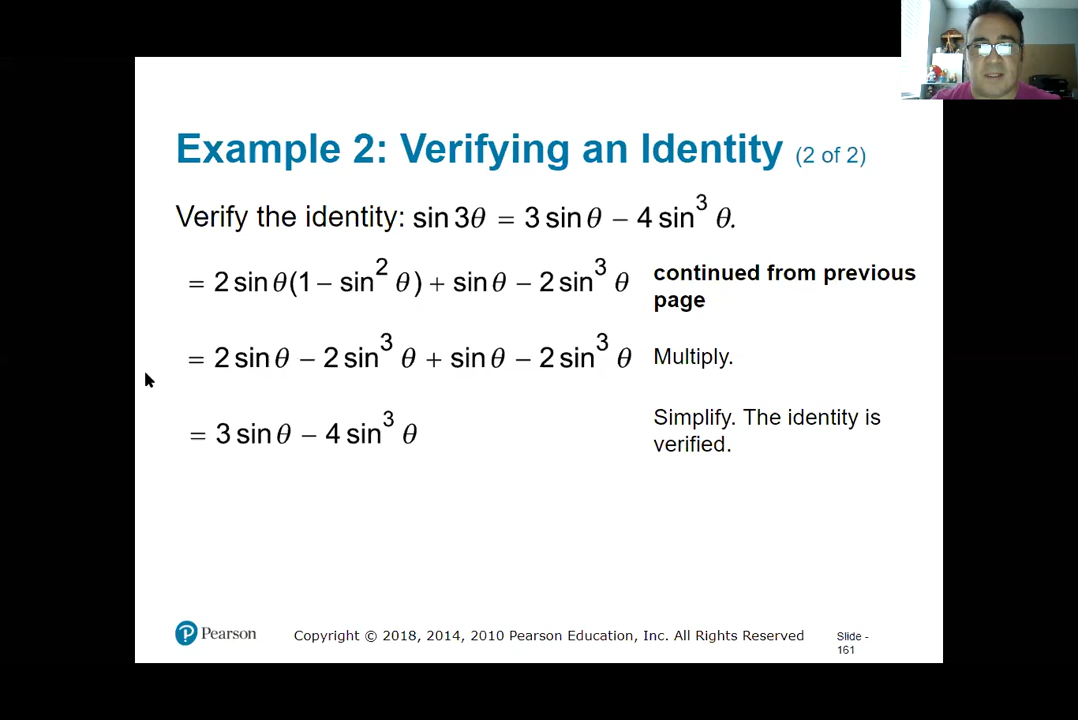 Example 2: Verifying an Identity (2 of 2)
Verify the identity: sin 3θ = 3 sin θ − 4 sin³ θ.
= 2 sin θ(1 − sin² θ) + sin θ − 2 sin³ θ continued from previous
page
= 2 sin θ − 2 sin³ θ + sin θ − 2 sin³ θ Multiply.
= 3 sin θ − 4 sin³ θ Simplify. The identity is
verified.
Pearson Copyright © 2018, 2014, 2010 Pearson Education, Inc. All Rights Reserved Slide -
161